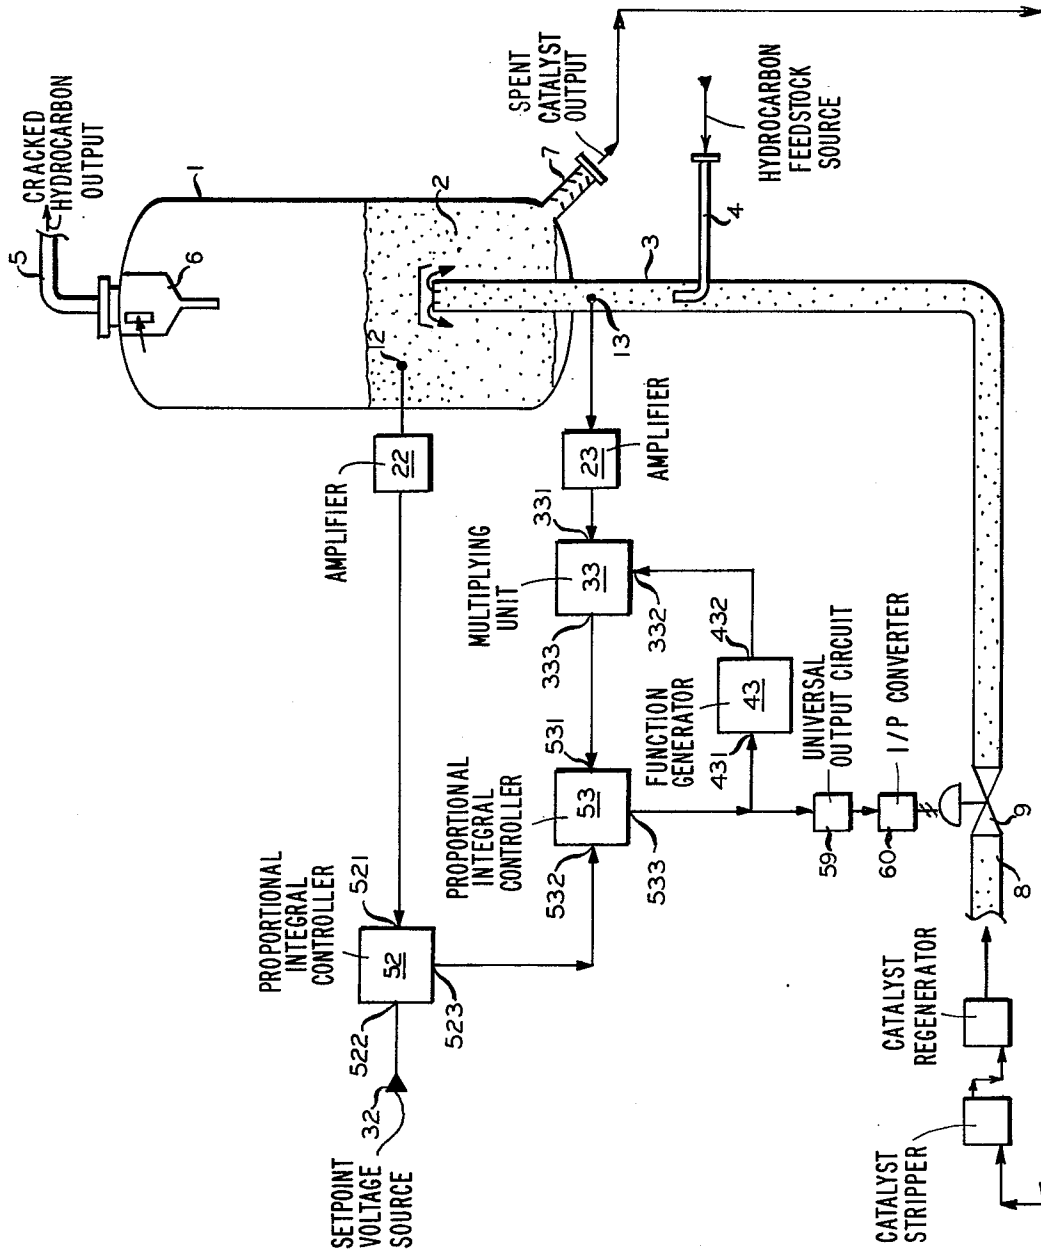 CRACKED
HYDROCARBON
OUTPUT
5
6
1
2
12
SPENT
CATALYST
OUTPUT
7
HYDROCARBON
FEEDSTOCK
SOURCE
4
3
13
AMPLIFIER
22
23
AMPLIFIER
MULTIPLYING
UNIT
331
33
333
332
432
FUNCTION
GENERATOR
43
431
PROPORTIONAL
INTEGRAL
CONTROLLER
531
53
532
533
UNIVERSAL
OUTPUT CIRCUIT
59
I/P CONVERTER
60
9
8
PROPORTIONAL
INTEGRAL
CONTROLLER
521
52
522
523
32
SETPOINT
VOLTAGE
SOURCE
CATALYST
REGENERATOR
CATALYST
STRIPPER